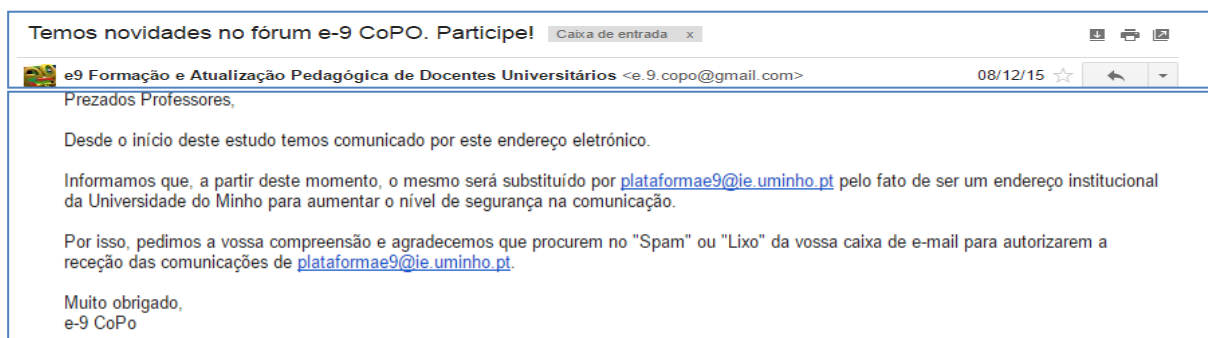 Temos novidades no fórum e-9 CoPO. Participe! Caixa de entrada x
e9 Formação e Atualização Pedagógica de Docentes Universitários <e.9.copo@gmail.com> 08/12/15
Prezados Professores,
Desde o início deste estudo temos comunicado por este endereço eletrónico.
Informamos que, a partir deste momento, o mesmo será substituído por plataformae9@ie.uminho.pt pelo fato de ser um endereço institucional
da Universidade do Minho para aumentar o nível de segurança na comunicação.
Por isso, pedimos a vossa compreensão e agradecemos que procurem no "Spam" ou "Lixo" da vossa caixa de e-mail para autorizarem a
receção das comunicações de plataformae9@ie.uminho.pt.
Muito obrigado,
e-9 CoPo